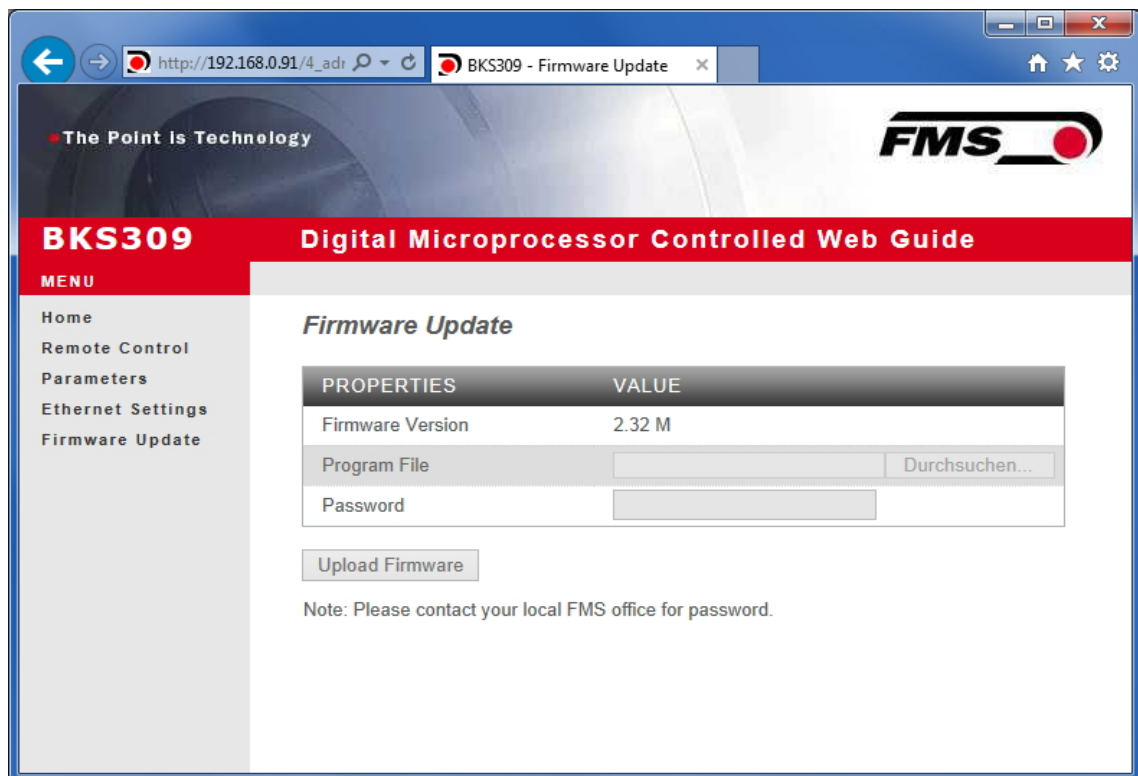 http://192.168.0.91/4_adr
BKS309 - Firmware Update
The Point is Technology
FMS
BKS309 Digital Microprocessor Controlled Web Guide
MENU
Home
Remote Control
Parameters
Ethernet Settings
Firmware Update
Firmware Update
PROPERTIES VALUE
Firmware Version 2.32 M
Program File Durchsuchen...
Password
Upload Firmware
Note: Please contact your local FMS office for password.